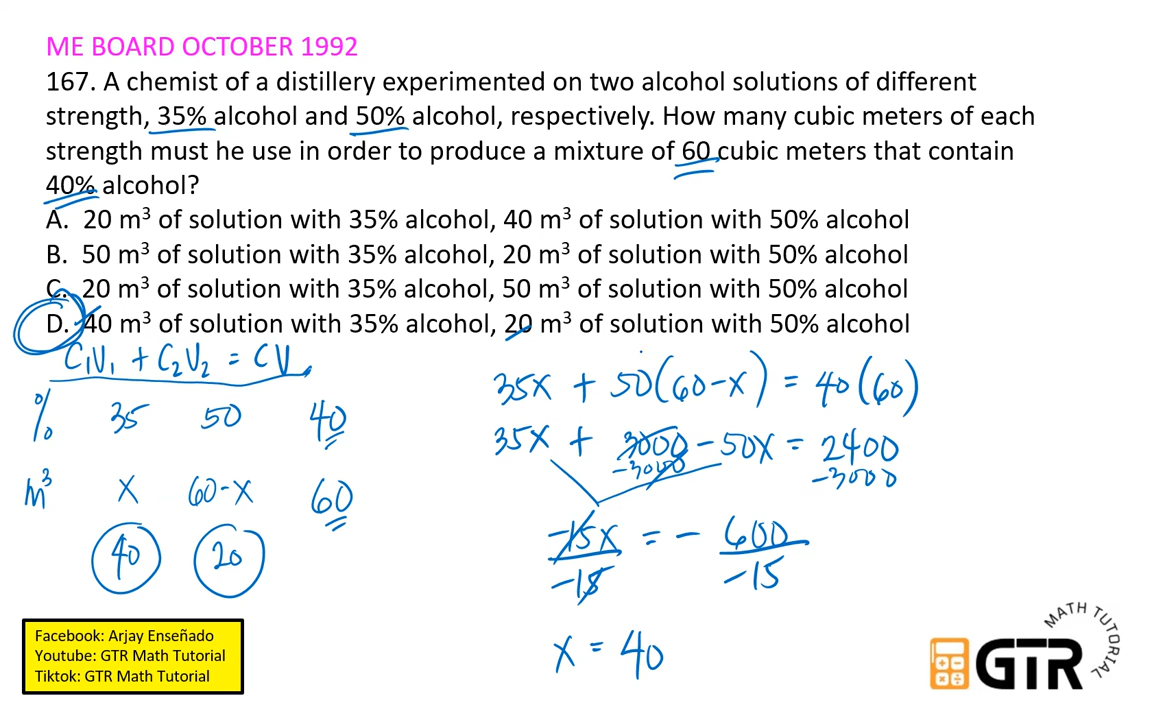 ME BOARD OCTOBER 1992
167. A chemist of a distillery experimented on two alcohol solutions of different
strength, 35% alcohol and 50% alcohol, respectively. How many cubic meters of each
strength must he use in order to produce a mixture of 60 cubic meters that contain
40% alcohol?
A. 20 m³ of solution with 35% alcohol, 40 m³ of solution with 50% alcohol
B. 50 m³ of solution with 35% alcohol, 20 m³ of solution with 50% alcohol
C. 20 m³ of solution with 35% alcohol, 50 m³ of solution with 50% alcohol
D. 40 m³ of solution with 35% alcohol, 20 m³ of solution with 50% alcohol
C₁V₁ + C₂V₂ = CV
% 35 50 40
m³ x 60-x 60
40 20
35x + 50(60-x) = 40(60)
35x + 3000 - 50x = 2400
-3000 -3000
-15x = - 600
-15 -15
x = 40
Facebook: Arjay Enseñado
Youtube: GTR Math Tutorial
Tiktok: GTR Math Tutorial
GTR
MATH TUTORIAL